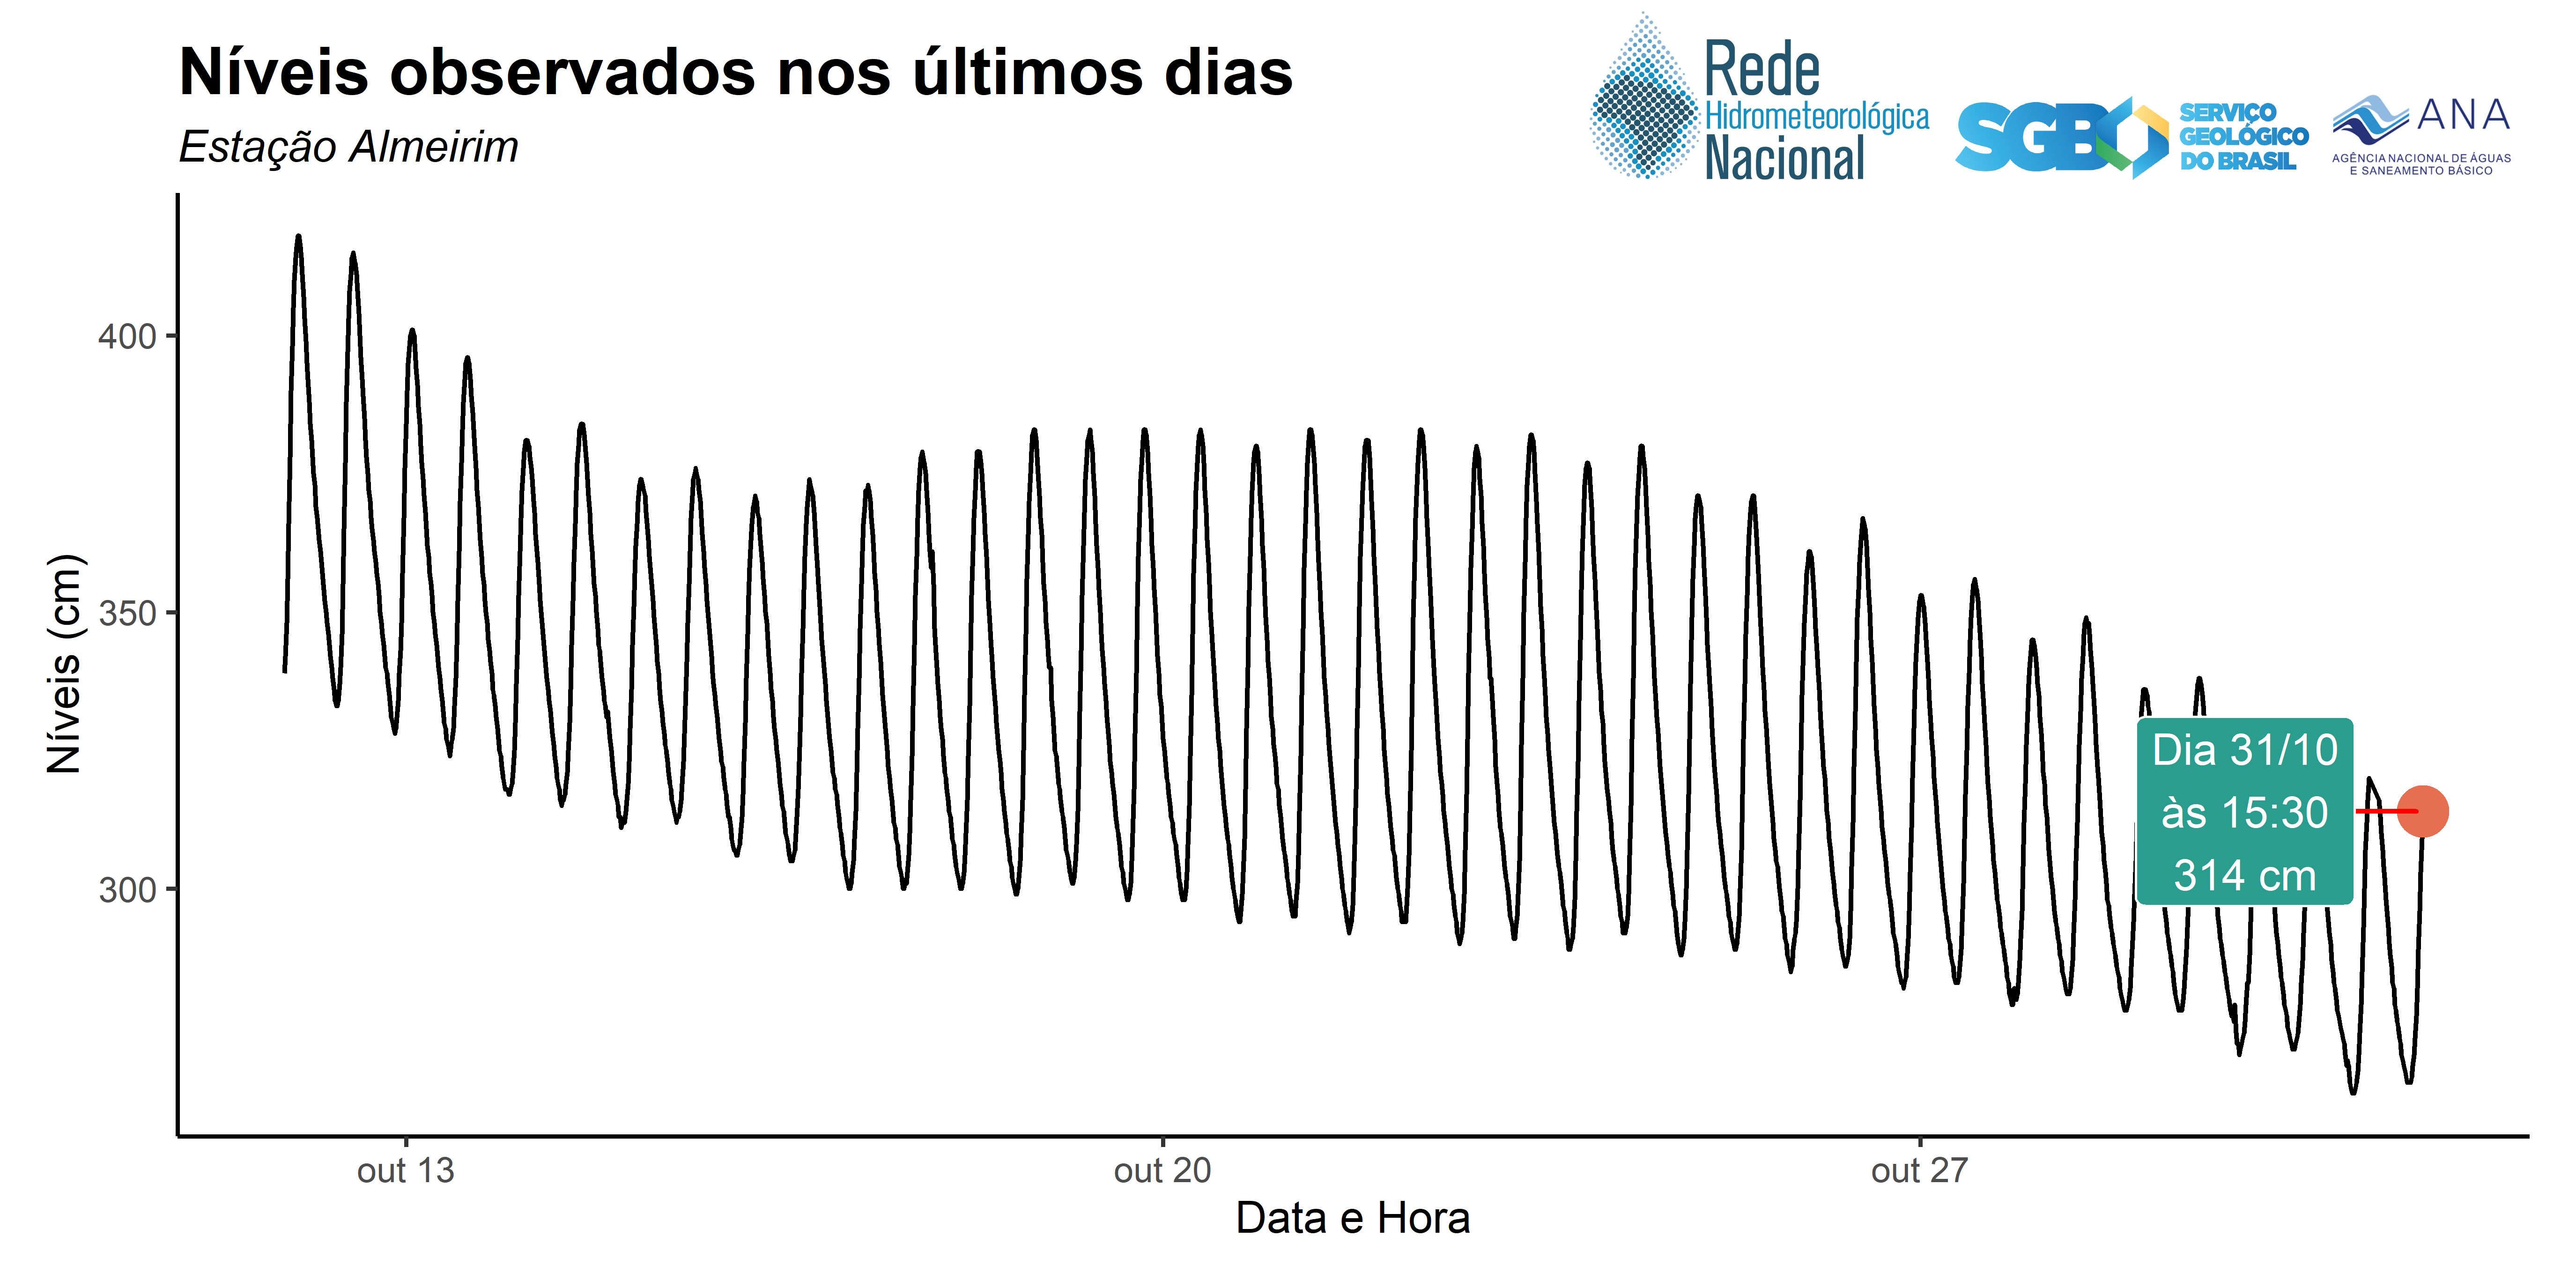 Níveis observados nos últimos dias
Estação Almeirim
Rede
Hidrometeorológica
Nacional
SGB
SERVIÇO
GEOLÓGICO
DO BRASIL
ANA
AGÊNCIA NACIONAL DE ÁGUAS
E SANEAMENTO BÁSICO
Níveis (cm)
400
350
300
Dia 31/10
às 15:30
314 cm
out 13
out 20
out 27
Data e Hora